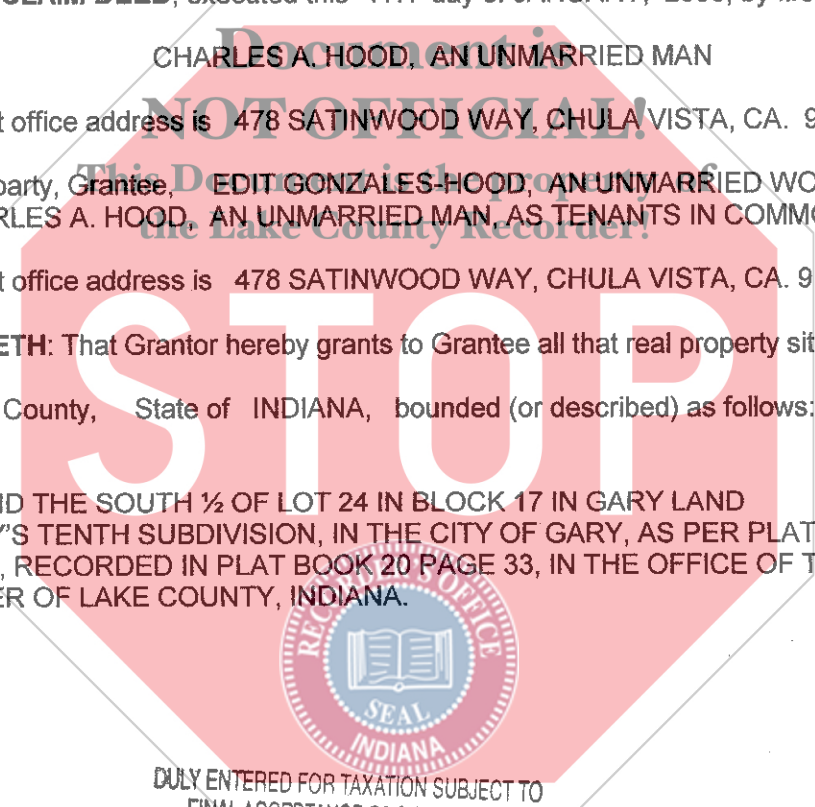 CHARLES A. HOOD, AN UNMARRIED MAN
Document is
t office address is 478 SATINWOOD WAY, CHULA VISTA, CA. 9
NOT OFFICIAL!
party, Grantee, EDIT GONZALES-HOOD, AN UNMARRIED WO
This Document is the property of
RLES A. HOOD, AN UNMARRIED MAN, AS TENANTS IN COMMO
the Lake County Recorder!
t office address is 478 SATINWOOD WAY, CHULA VISTA, CA. 9
ETH: That Grantor hereby grants to Grantee all that real property sit
County, State of INDIANA, bounded (or described) as follows:
STOP
ID THE SOUTH ½ OF LOT 24 IN BLOCK 17 IN GARY LAND
Y'S TENTH SUBDIVISION, IN THE CITY OF GARY, AS PER PLAT
, RECORDED IN PLAT BOOK 20 PAGE 33, IN THE OFFICE OF T
ER OF LAKE COUNTY, INDIANA.
RECORDER'S OFFICE
SEAL
INDIANA
DULY ENTERED FOR TAXATION SUBJECT TO